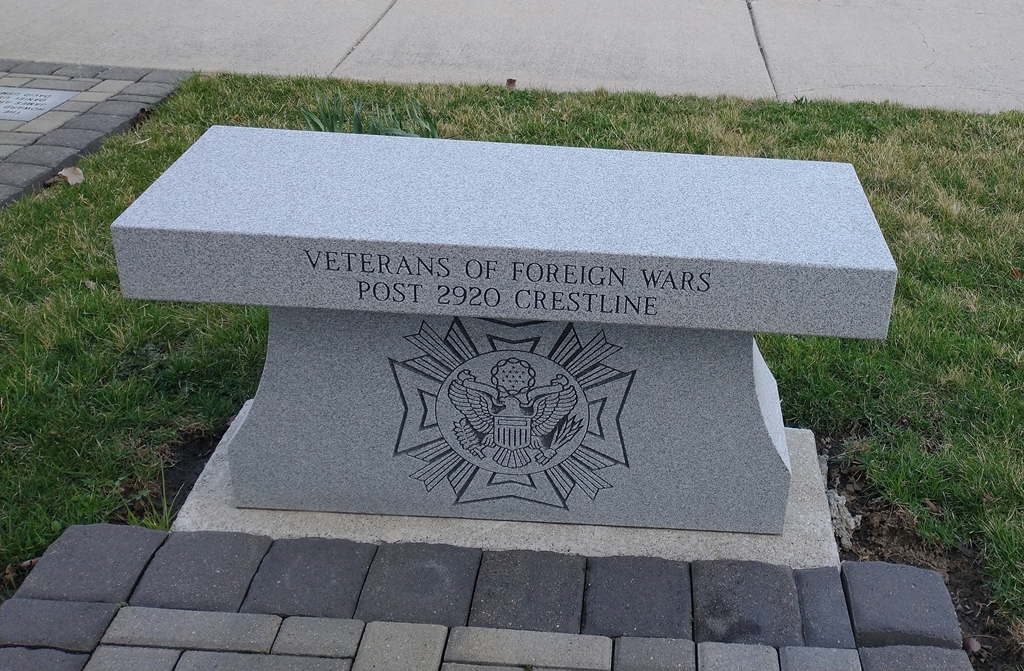 VETERANS OF FOREIGN WARS
POST 2920 CRESTLINE